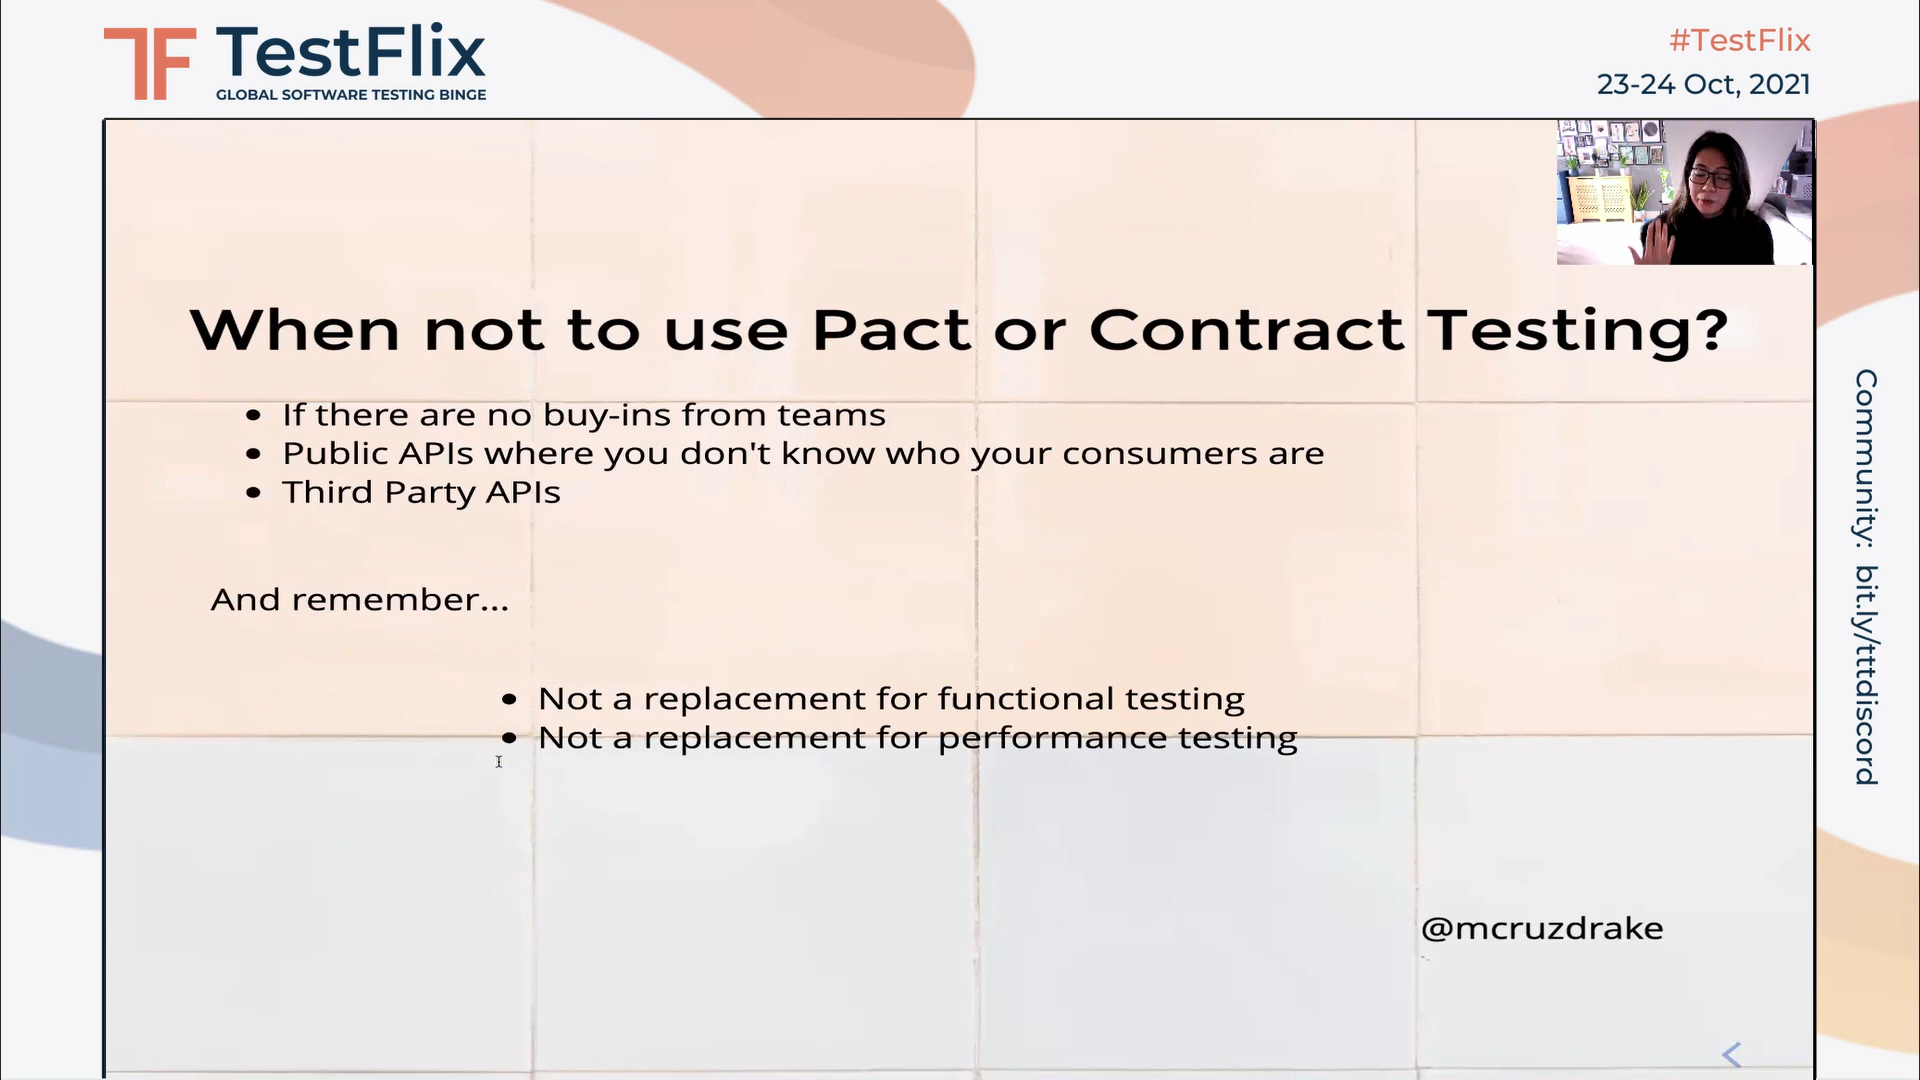 TF TestFlix
GLOBAL SOFTWARE TESTING BINGE
#TestFlix
23-24 Oct, 2021
When not to use Pact or Contract Testing?
• If there are no buy-ins from teams
• Public APIs where you don't know who your consumers are
• Third Party APIs
And remember...
• Not a replacement for functional testing
• Not a replacement for performance testing
@mcruzdrake
Community: bit.ly/tttdiscord